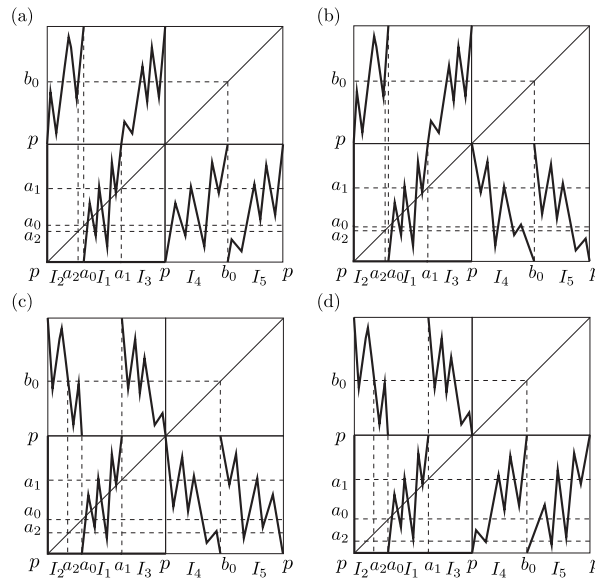 (a)
(b)
b₀
b₀
p
p
a₁
a₁
a₀
a₀
a₂
a₂
p I₂ a₂ a₀ I₁ a₁ I₃ p I₄ b₀ I₅ p
p I₂ a₂ a₀ I₁ a₁ I₃ p I₄ b₀ I₅ p
(c)
(d)
b₀
b₀
p
p
a₁
a₁
a₀
a₀
a₂
a₂
p I₂ a₀ I₁ a₁ I₃ p I₄ b₀ I₅ p
p I₂ a₂ a₀ I₁ a₁ I₃ p I₄ b₀ I₅ p